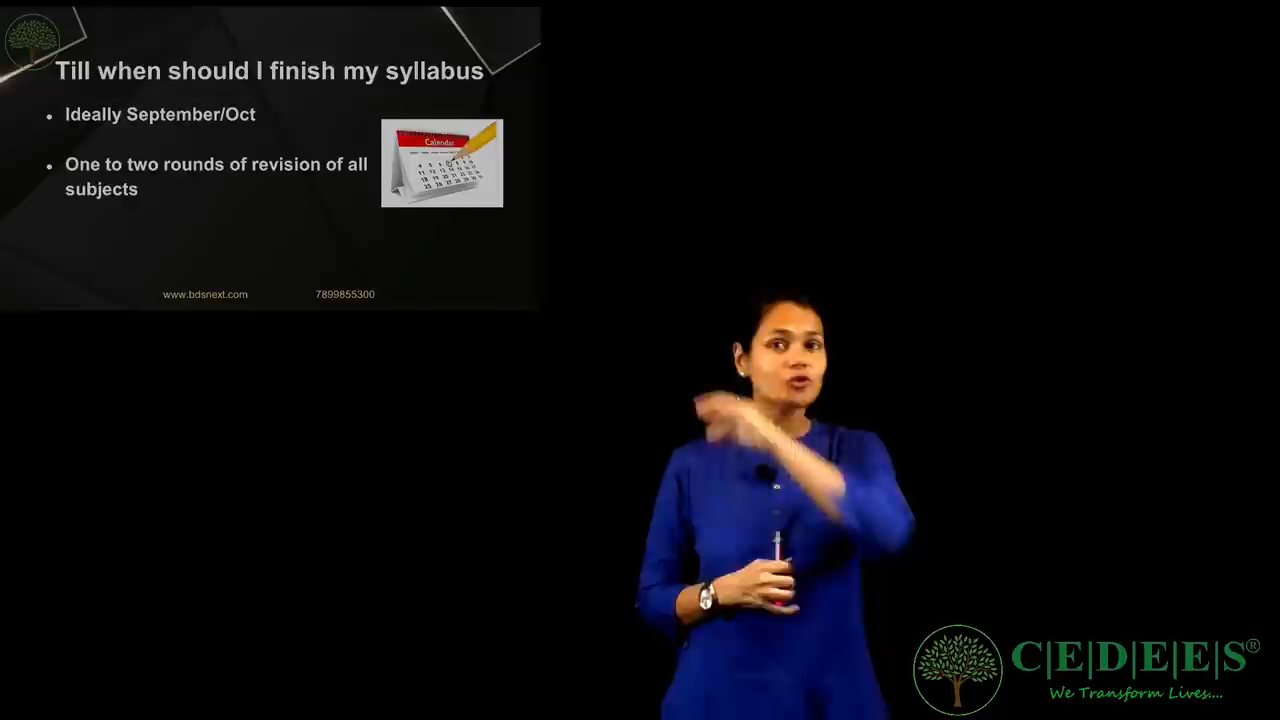 Till when should I finish my syllabus
Ideally September/Oct
One to two rounds of revision of all
subjects
Calendar
www.bdsnext.com 7899855300
C|E|D|E|E|S®
We Transform Lives....